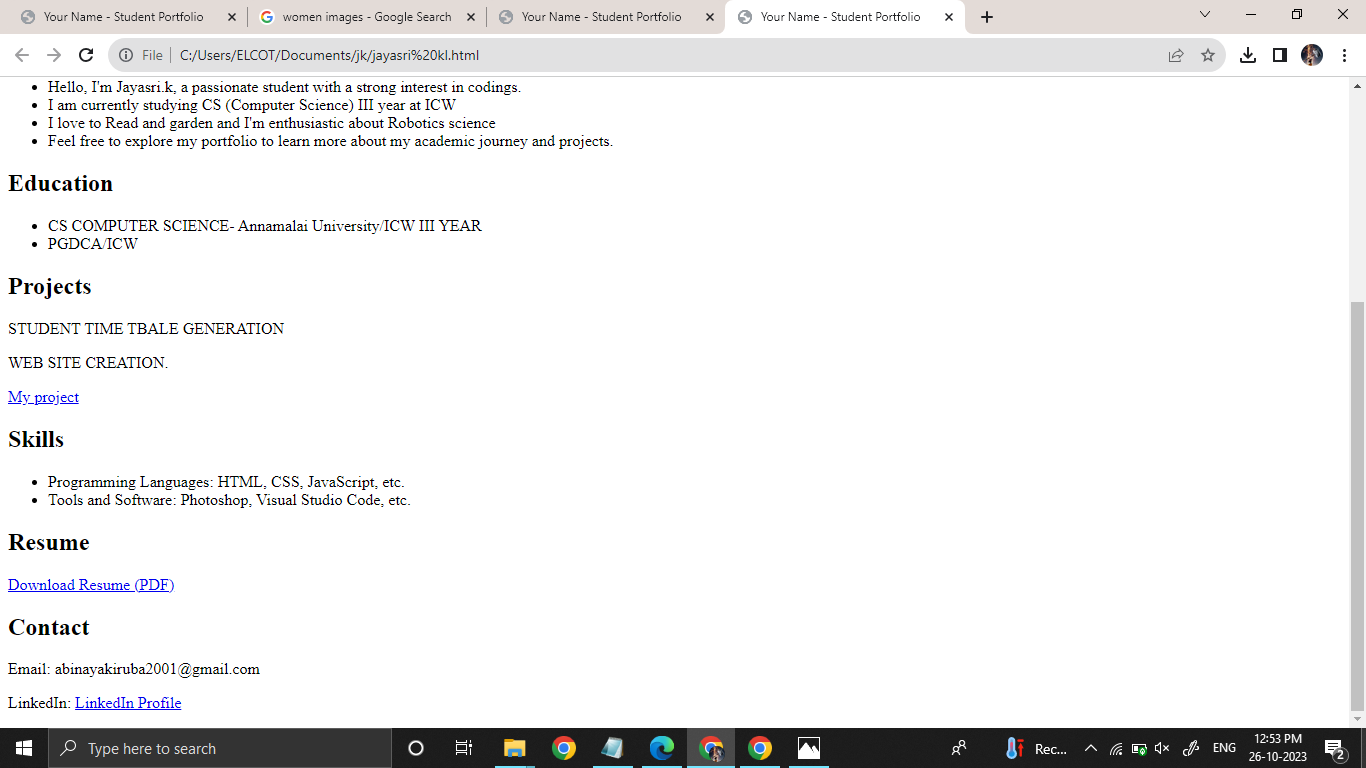 Your Name - Student Portfolio
women images - Google Search
Your Name - Student Portfolio
Your Name - Student Portfolio
File
C:/Users/ELCOT/Documents/jk/jayasri%20kl.html
Hello, I'm Jayasri.k, a passionate student with a strong interest in codings.
I am currently studying CS (Computer Science) III year at ICW
I love to Read and garden and I'm enthusiastic about Robotics science
Feel free to explore my portfolio to learn more about my academic journey and projects.
Education
CS COMPUTER SCIENCE- Annamalai University/ICW III YEAR
PGDCA/ICW
Projects
STUDENT TIME TBALE GENERATION
WEB SITE CREATION.
My project
Skills
Programming Languages: HTML, CSS, JavaScript, etc.
Tools and Software: Photoshop, Visual Studio Code, etc.
Resume
Download Resume (PDF)
Contact
Email: abinayakiruba2001@gmail.com
LinkedIn: LinkedIn Profile
Type here to search
Rec...
ENG
12:53 PM
26-10-2023
2